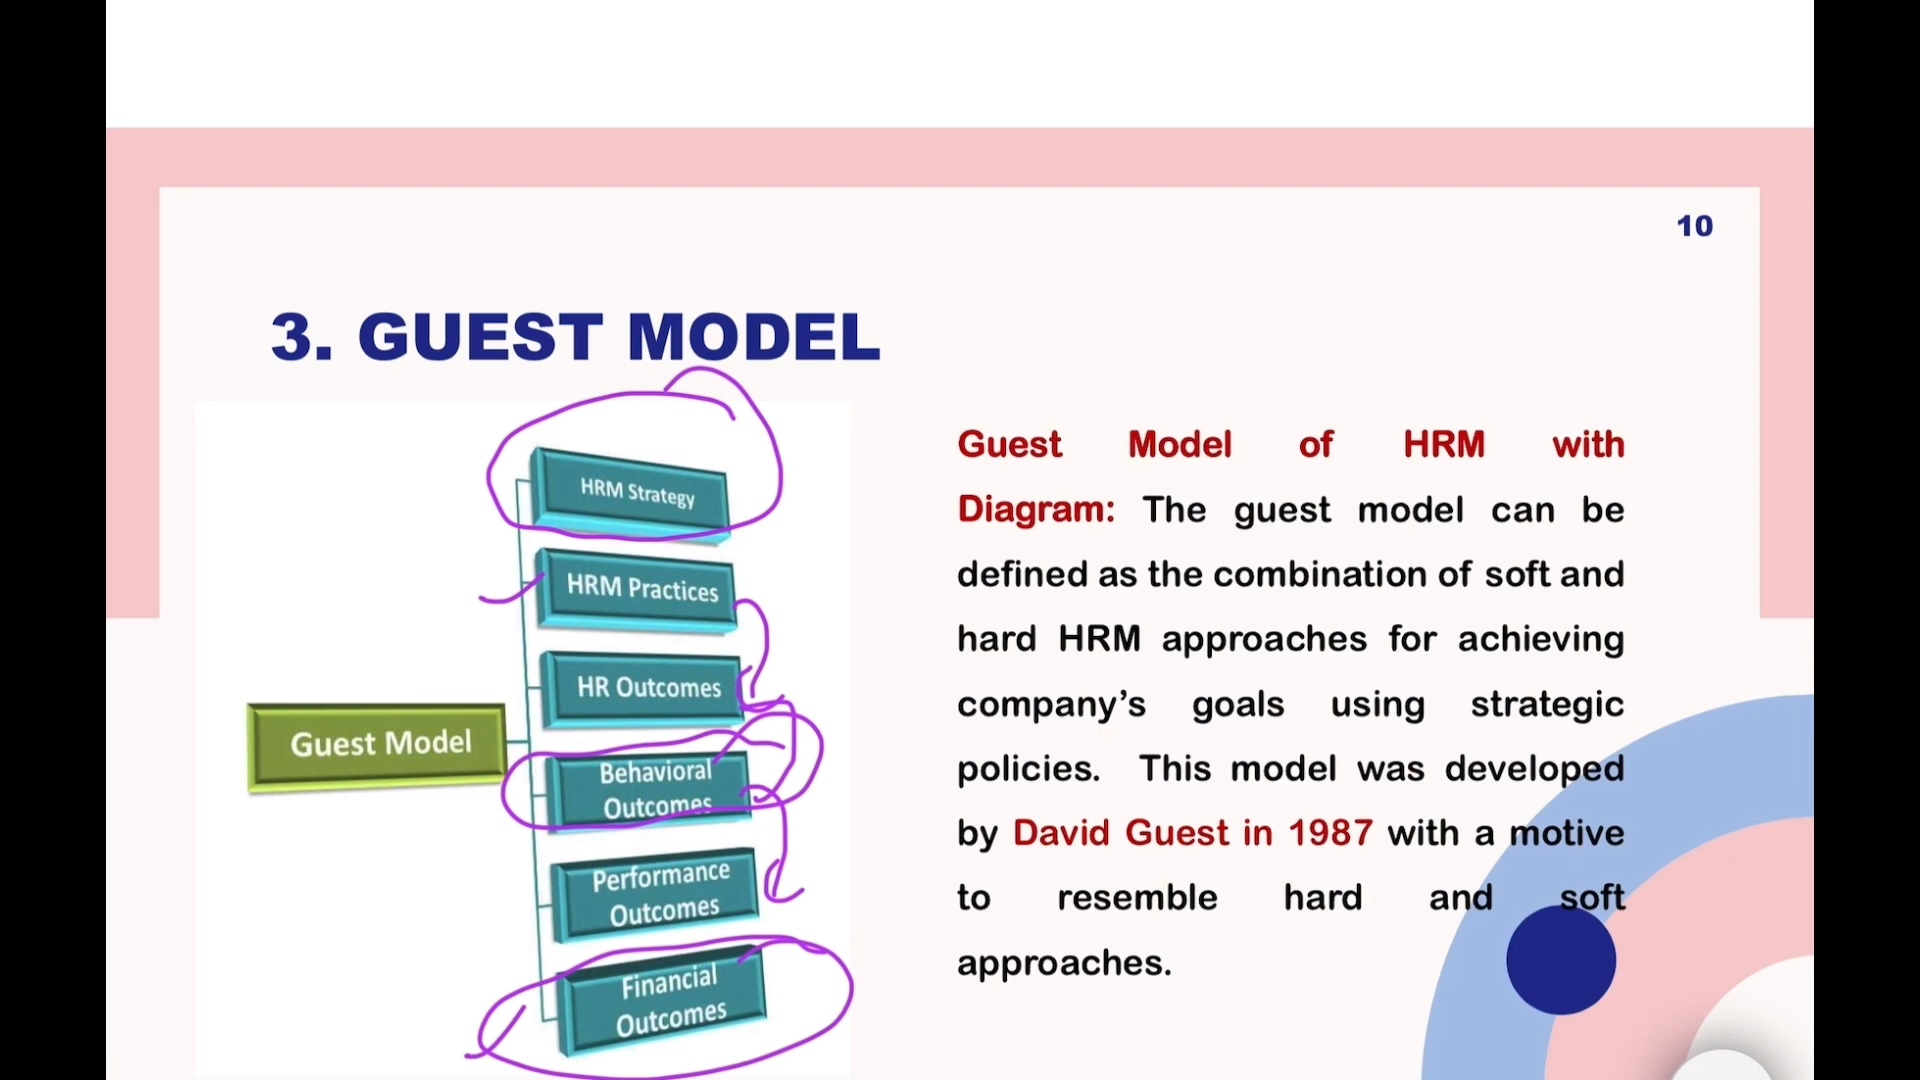 10
3. GUEST MODEL
HRM Strategy
HRM Practices
HR Outcomes
Guest Model
Behavioral
Outcomes
Performance
Outcomes
Financial
Outcomes
Guest Model of HRM with
Diagram: The guest model can be
defined as the combination of soft and
hard HRM approaches for achieving
company’s goals using strategic
policies. This model was developed
by David Guest in 1987 with a motive
to resemble hard and soft
approaches.